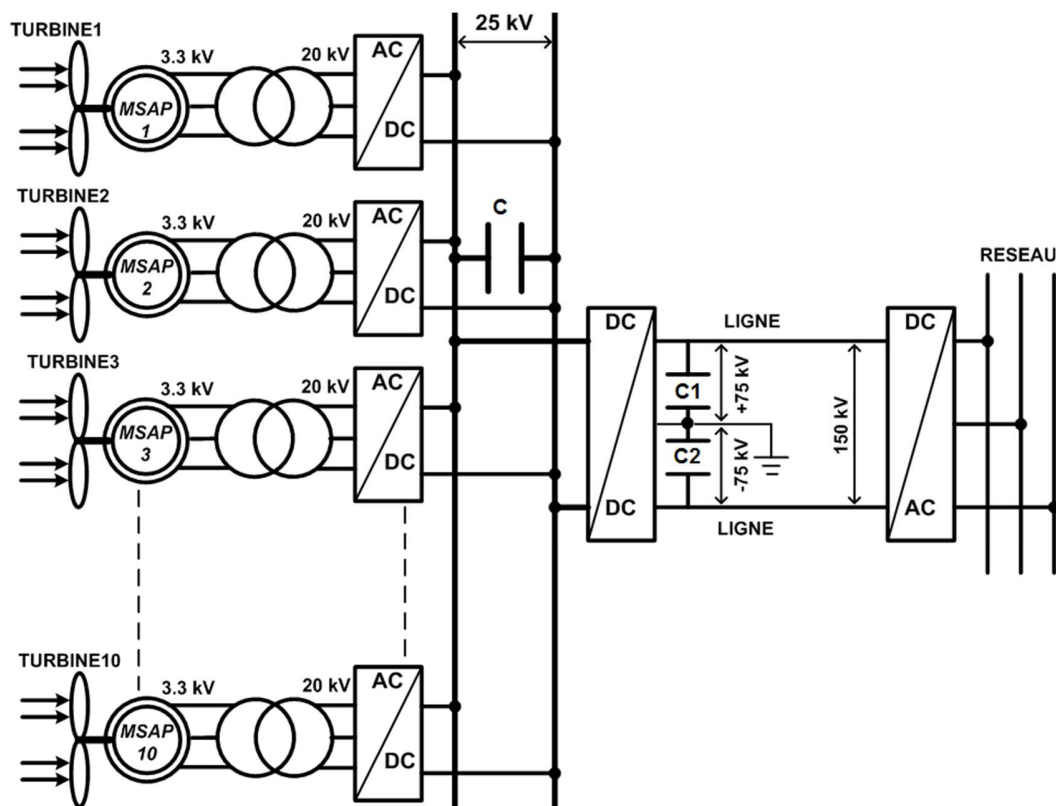 TURBINE1
3.3 kV
20 kV
AC
DC
MSAP
1
25 kV
TURBINE2
3.3 kV
20 kV
AC
DC
MSAP
2
C
TURBINE3
3.3 kV
20 kV
AC
DC
MSAP
3
DC
DC
LIGNE
C1
+75 kV
C2
-75 kV
150 kV
LIGNE
DC
AC
RESEAU
TURBINE10
3.3 kV
20 kV
AC
DC
MSAP
10